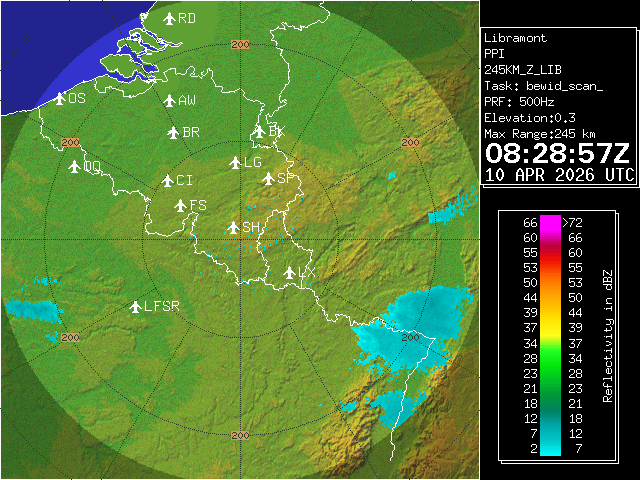 RD
200
OS
AW
BR
BK
200
200
QQ
LG
CI
SP
FS
SH
LX
LFSR
200
200
200
Libramont
PPI
245KM_Z_LIB
Task: bewid_scan_
PRF: 500Hz
Elevation:0.3
Max Range:245 km
08:28:57Z
10 APR 2026 UTC
66 >72
60 66
55 60
53 55
50 53
44 50
39 44
37 39
34 37
28 34
23 28
21 23
18 21
12 18
7 12
2 7
Reflectivity in dBZ